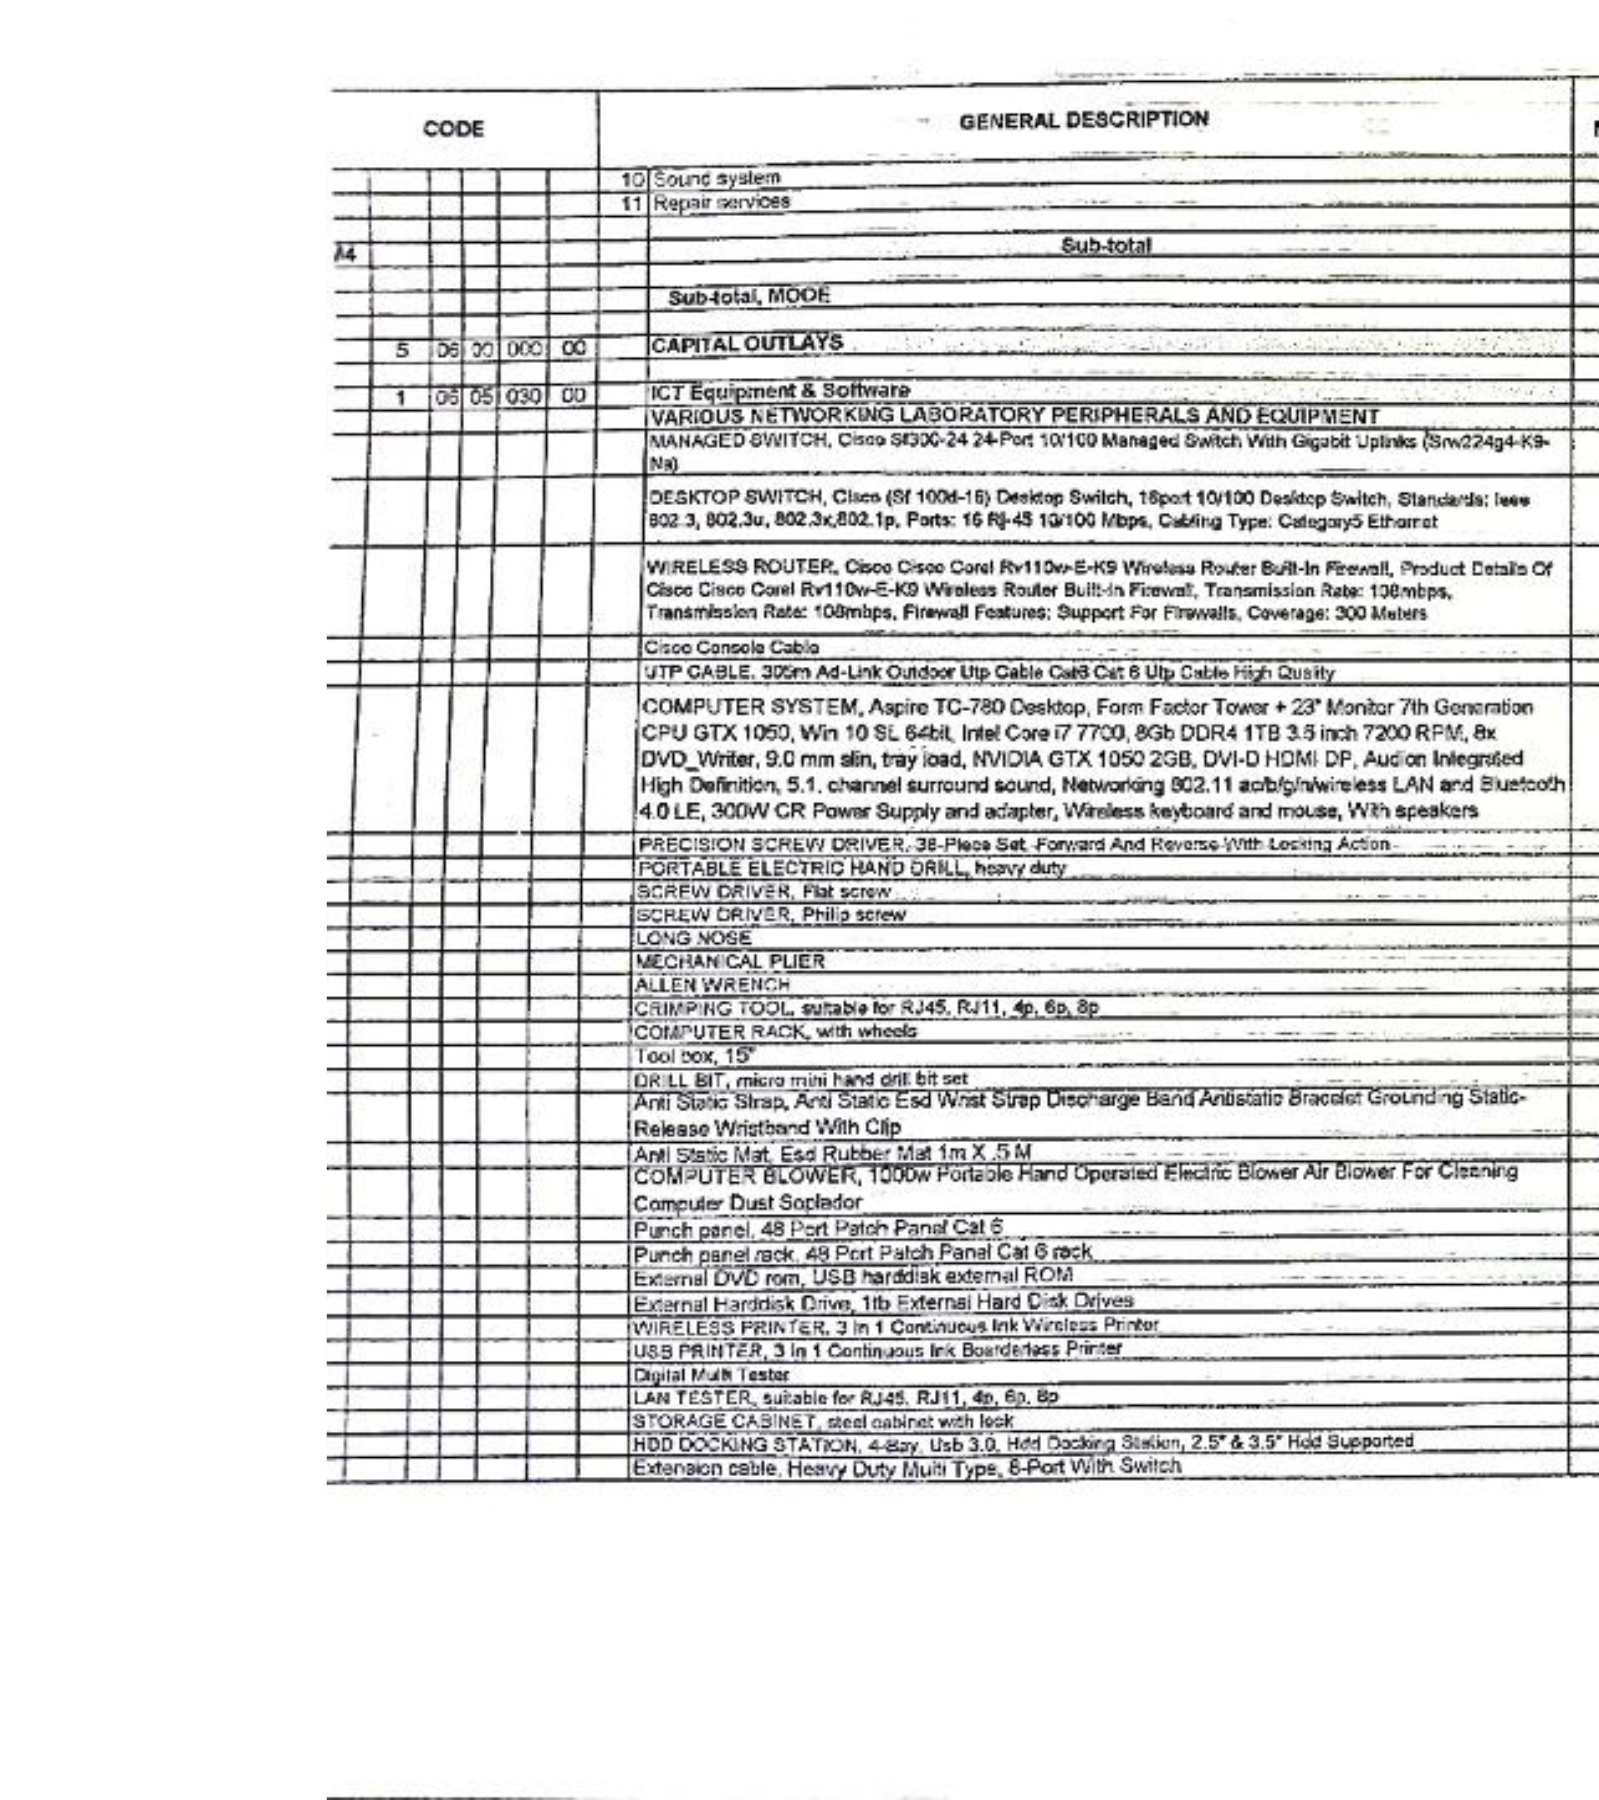 CODE GENERAL DESCRIPTION
10 Sound system
11 Repair services
A4 Sub-total
Sub-total, MOOE
5 06 00 000 00 CAPITAL OUTLAYS
1 06 05 030 00 ICT Equipment & Software
VARIOUS NETWORKING LABORATORY PERIPHERALS AND EQUIPMENT
MANAGED SWITCH, Cisco Sf300-24 24-Port 10/100 Managed Switch With Gigabit Uplinks (Srw224g4-K9-
Na)
DESKTOP SWITCH, Cisco (Sf 100d-16) Desktop Switch, 16port 10/100 Desktop Switch, Standards: Ieee
802.3, 802.3u, 802.3x,802.1p, Ports: 16 Rj-45 10/100 Mbps, Cabling Type: Category5 Ethernet
WIRELESS ROUTER, Cisco Cisco Corel Rv110w-E-K9 Wireless Router Built-In Firewall, Product Details Of
Cisco Cisco Corel Rv110w-E-K9 Wireless Router Built-In Firewall, Transmission Rate: 108mbps,
Transmission Rate: 108mbps, Firewall Features: Support For Firewalls, Coverage: 300 Meters
Cisco Console Cable
UTP CABLE. 305m Ad-Link Outdoor Utp Cable Cat6 Cat 6 Utp Cable High Quality
COMPUTER SYSTEM, Aspire TC-780 Desktop, Form Factor Tower + 23" Monitor 7th Generation
CPU GTX 1050, Win 10 SL 64bit, Intel Core i7 7700, 8Gb DDR4 1TB 3.5 inch 7200 RPM, 8x
DVD_Writer, 9.0 mm slin, tray load, NVIDIA GTX 1050 2GB, DVI-D HDMI DP, Audion Integrated
High Definition, 5.1. channel surround sound, Networking 802.11 ac/b/g/n/wireless LAN and Bluetooth
4.0 LE, 300W CR Power Supply and adapter, Wireless keyboard and mouse, With speakers
PRECISION SCREW DRIVER, 38-Piece Set, Forward And Reverse With Locking Action
PORTABLE ELECTRIC HAND DRILL, heavy duty
SCREW DRIVER, Flat screw
SCREW DRIVER, Philip screw
LONG NOSE
MECHANICAL PLIER
ALLEN WRENCH
CRIMPING TOOL, suitable for RJ45, RJ11, 4p, 6p, 8p
COMPUTER RACK, with wheels
Tool box, 15"
DRILL BIT, micro mini hand drill bit set
Anti Static Strap, Anti Static Esd Wrist Strap Discharge Band Antistatic Bracelet Grounding Static-
Release Wristband With Clip
Anti Static Mat, Esd Rubber Mat 1m X .5 M
COMPUTER BLOWER, 1000w Portable Hand Operated Electric Blower Air Blower For Cleaning
Computer Dust Soplador
Punch panel, 48 Port Patch Panel Cat 6
Punch panel rack, 48 Port Patch Panel Cat 6 rack
External DVD rom, USB harddisk external ROM
External Harddisk Drive, 1tb External Hard Disk Drives
WIRELESS PRINTER, 3 In 1 Continuous Ink Wireless Printer
USB PRINTER, 3 In 1 Continuous Ink Boarderless Printer
Digital Multi Tester
LAN TESTER, suitable for RJ45, RJ11, 4p, 6p, 8p
STORAGE CABINET, steel cabinet with lock
HDD DOCKING STATION, 4-Bay, Usb 3.0, Hdd Docking Station, 2.5" & 3.5" Hdd Supported
Extension cable, Heavy Duty Multi Type, 6-Port With Switch